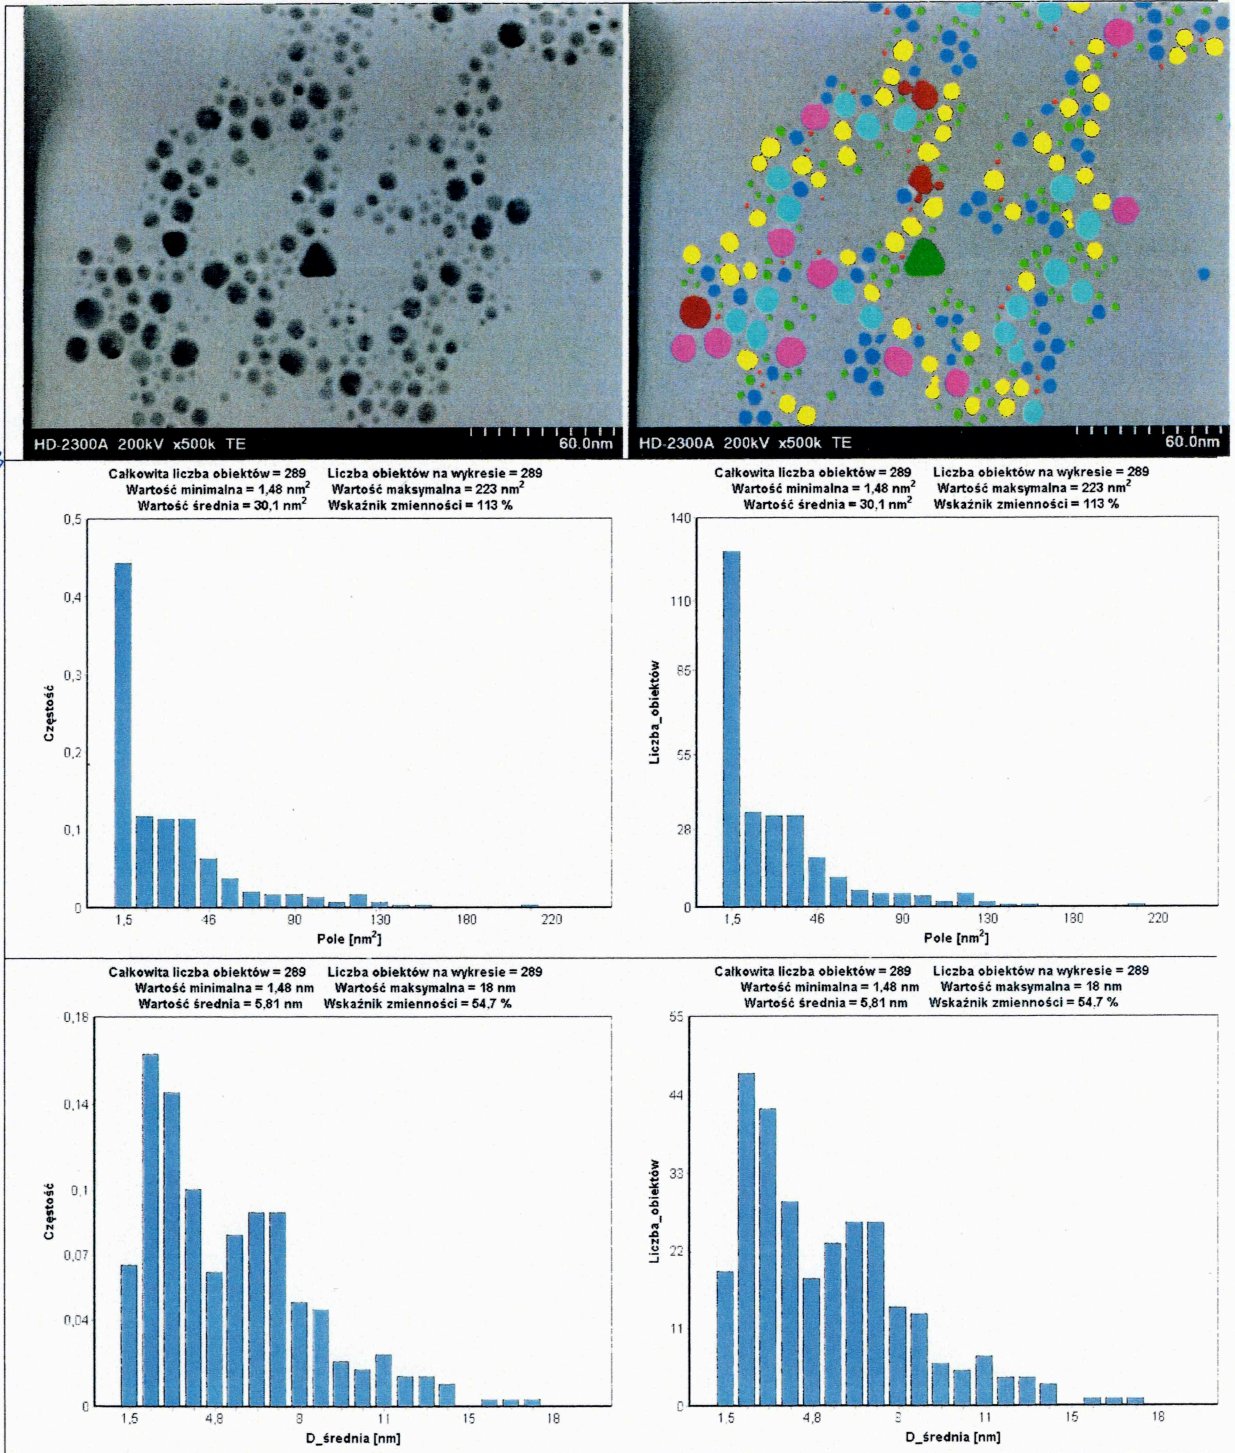 HD-2300A 200kV x500k TE 60.0nm
HD-2300A 200kV x500k TE 60.0nm
Całkowita liczba obiektów = 289 Liczba obiektów na wykresie = 289
Wartość minimalna = 1,48 nm² Wartość maksymalna = 223 nm²
Wartość średnia = 30,1 nm² Wskaźnik zmienności = 113 %
0,5
0,4
0,3
0,2
0,1
0
Częstość
1,5 46 90 130 180 220
Pole [nm²]
Całkowita liczba obiektów = 289 Liczba obiektów na wykresie = 289
Wartość minimalna = 1,48 nm² Wartość maksymalna = 223 nm²
Wartość średnia = 30,1 nm² Wskaźnik zmienności = 113 %
140
110
85
55
28
0
Liczba_obiektów
1,5 46 90 130 180 220
Pole [nm²]
Całkowita liczba obiektów = 289 Liczba obiektów na wykresie = 289
Wartość minimalna = 1,48 nm Wartość maksymalna = 18 nm
Wartość średnia = 5,81 nm Wskaźnik zmienności = 54,7 %
0,18
0,14
0,1
0,07
0,04
0
Częstość
1,5 4,8 8 11 15 18
D_średnia [nm]
Całkowita liczba obiektów = 289 Liczba obiektów na wykresie = 289
Wartość minimalna = 1,48 nm Wartość maksymalna = 18 nm
Wartość średnia = 5,81 nm Wskaźnik zmienności = 54,7 %
55
44
33
22
11
0
Liczba_obiektów
1,5 4,8 8 11 15 18
D_średnia [nm]